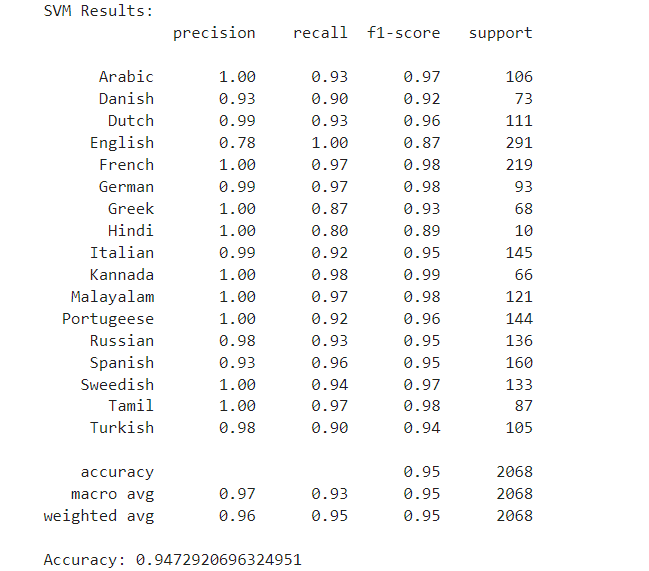 SVM Results:
precision recall f1-score support
Arabic 1.00 0.93 0.97 106
Danish 0.93 0.90 0.92 73
Dutch 0.99 0.93 0.96 111
English 0.78 1.00 0.87 291
French 1.00 0.97 0.98 219
German 0.99 0.97 0.98 93
Greek 1.00 0.87 0.93 68
Hindi 1.00 0.80 0.89 10
Italian 0.99 0.92 0.95 145
Kannada 1.00 0.98 0.99 66
Malayalam 1.00 0.97 0.98 121
Portugeese 1.00 0.92 0.96 144
Russian 0.98 0.93 0.95 136
Spanish 0.93 0.96 0.95 160
Sweedish 1.00 0.94 0.97 133
Tamil 1.00 0.97 0.98 87
Turkish 0.98 0.90 0.94 105
accuracy 0.95 2068
macro avg 0.97 0.93 0.95 2068
weighted avg 0.96 0.95 0.95 2068
Accuracy: 0.9472920696324951